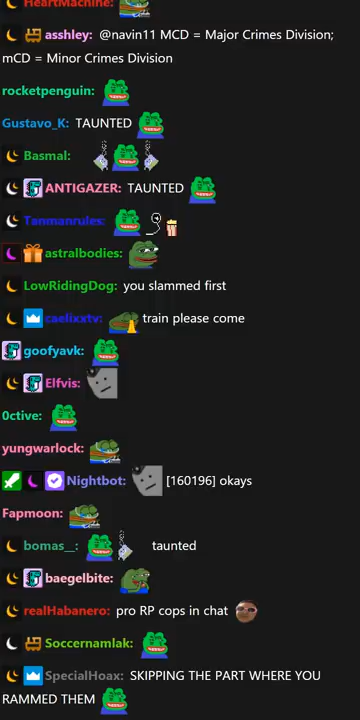 HeartMachine:
asshley: @navin11 MCD = Major Crimes Division;
mCD = Minor Crimes Division
rocketpenguin:
Gustavo_K: TAUNTED
Basmal:
ANTIGAZER: TAUNTED
Tanmanrules:
astralbodies:
LowRidingDog: you slammed first
caelixxtv: train please come
goofyavk:
Elfvis:
0ctive:
yungwarlock:
Nightbot: [160196] okays
Fapmoon:
bomas__: taunted
baegelbite:
realHabanero: pro RP cops in chat
Soccernamlak:
SpecialHoax: SKIPPING THE PART WHERE YOU
RAMMED THEM